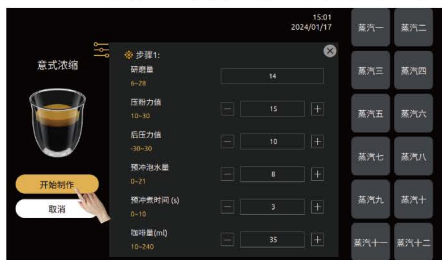 15:01
2024/01/17
意式浓缩
步骤1:
研磨量
6~28
14
压粉力值
10~30
15
后压力值
-30~30
10
预冲泡水量
0~21
8
预冲煮时间 (s)
0~10
3
咖啡量(ml)
10~240
35
开始制作
取消
蒸汽一
蒸汽二
蒸汽三
蒸汽四
蒸汽五
蒸汽六
蒸汽七
蒸汽八
蒸汽九
蒸汽十
蒸汽十一
蒸汽十二